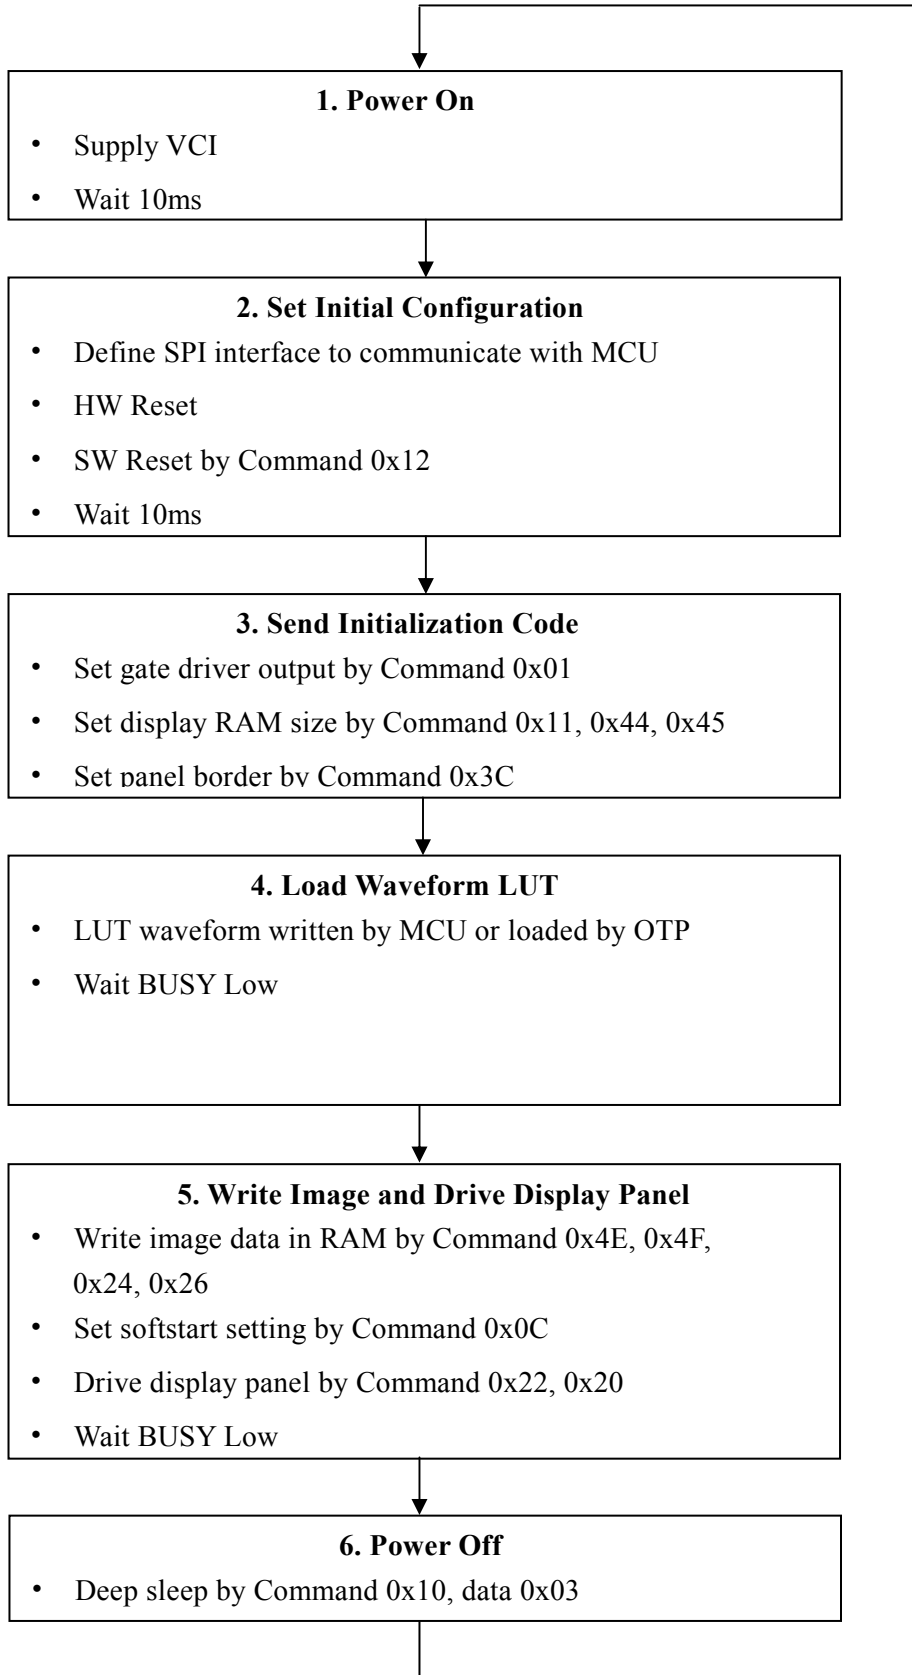 1. Power On
• Supply VCI
• Wait 10ms
2. Set Initial Configuration
• Define SPI interface to communicate with MCU
• HW Reset
• SW Reset by Command 0x12
• Wait 10ms
3. Send Initialization Code
• Set gate driver output by Command 0x01
• Set display RAM size by Command 0x11, 0x44, 0x45
• Set panel border by Command 0x3C
4. Load Waveform LUT
• LUT waveform written by MCU or loaded by OTP
• Wait BUSY Low
5. Write Image and Drive Display Panel
• Write image data in RAM by Command 0x4E, 0x4F,
0x24, 0x26
• Set softstart setting by Command 0x0C
• Drive display panel by Command 0x22, 0x20
• Wait BUSY Low
6. Power Off
• Deep sleep by Command 0x10, data 0x03